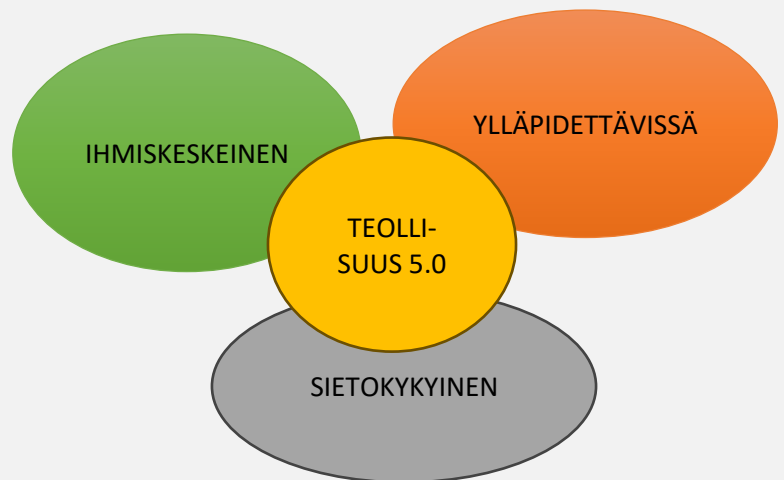 YLLÄPIDETTÄVISSÄ
IHMISKESKEINEN
TEOLLI-
SUUS 5.0
SIETOKYKYINEN